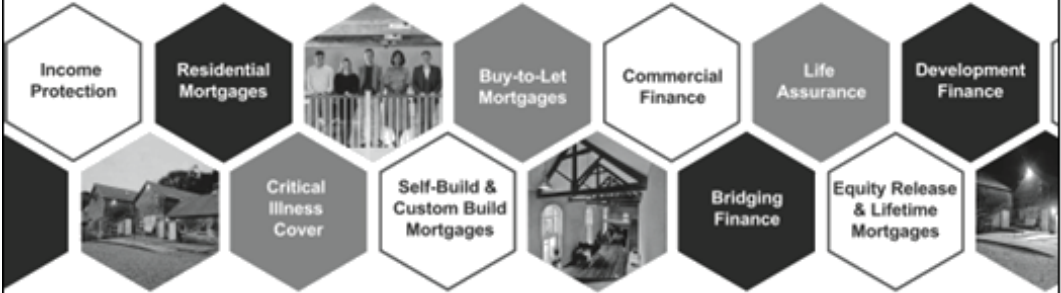 Income
Protection
Residential
Mortgages
Buy-to-Let
Mortgages
Commercial
Finance
Life
Assurance
Development
Finance
Critical
Illness
Cover
Self-Build &
Custom Build
Mortgages
Bridging
Finance
Equity Release
& Lifetime
Mortgages